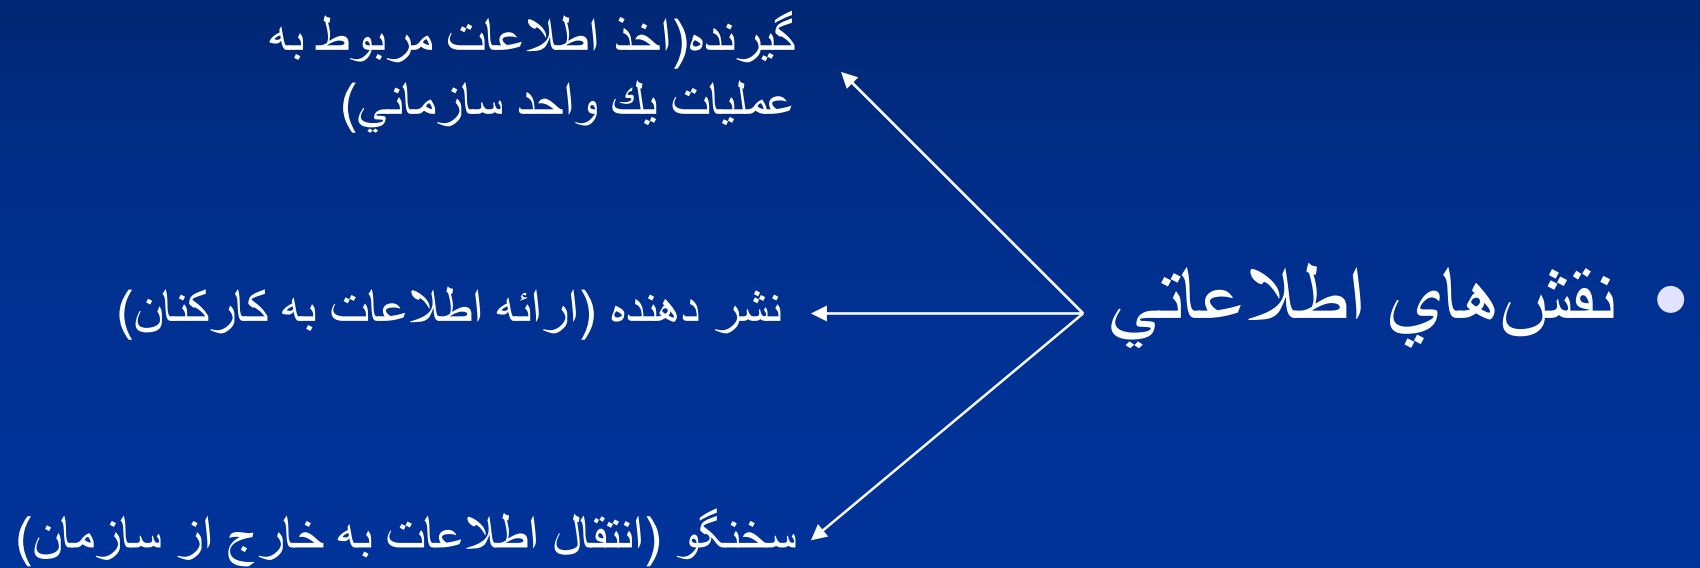 • نقش‌هاي اطلاعاتي
گيرنده(اخذ اطلاعات مربوط به
عمليات يك واحد سازماني)
نشر دهنده (ارائه اطلاعات به كاركنان)
سخنگو (انتقال اطلاعات به خارج از سازمان)